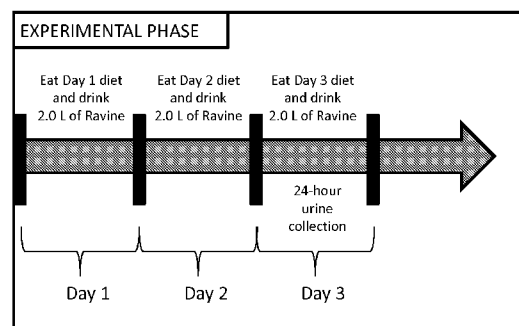 EXPERIMENTAL PHASE
Eat Day 1 diet
and drink
2.0 L of Ravine
Eat Day 2 diet
and drink
2.0 L of Ravine
Eat Day 3 diet
and drink
2.0 L of Ravine
24-hour
urine
collection
Day 1
Day 2
Day 3